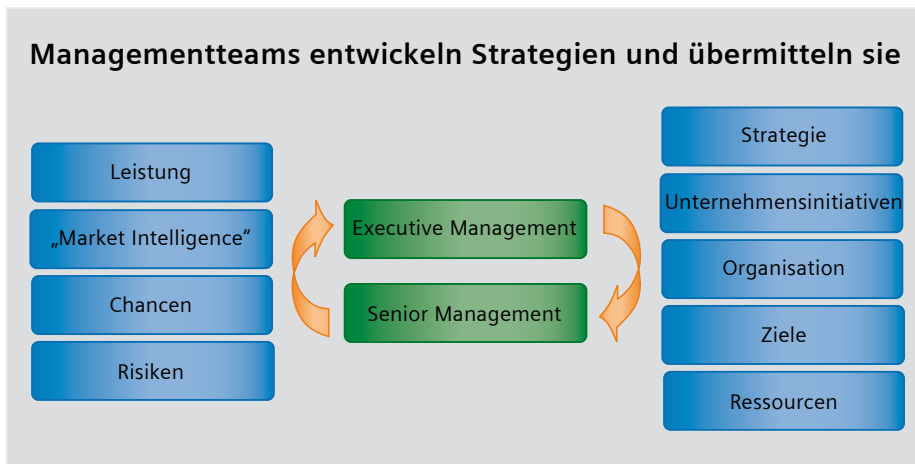 Managementteams entwickeln Strategien und übermitteln sie
Leistung
„Market Intelligence“
Chancen
Risiken
Executive Management
Senior Management
Strategie
Unternehmensinitiativen
Organisation
Ziele
Ressourcen